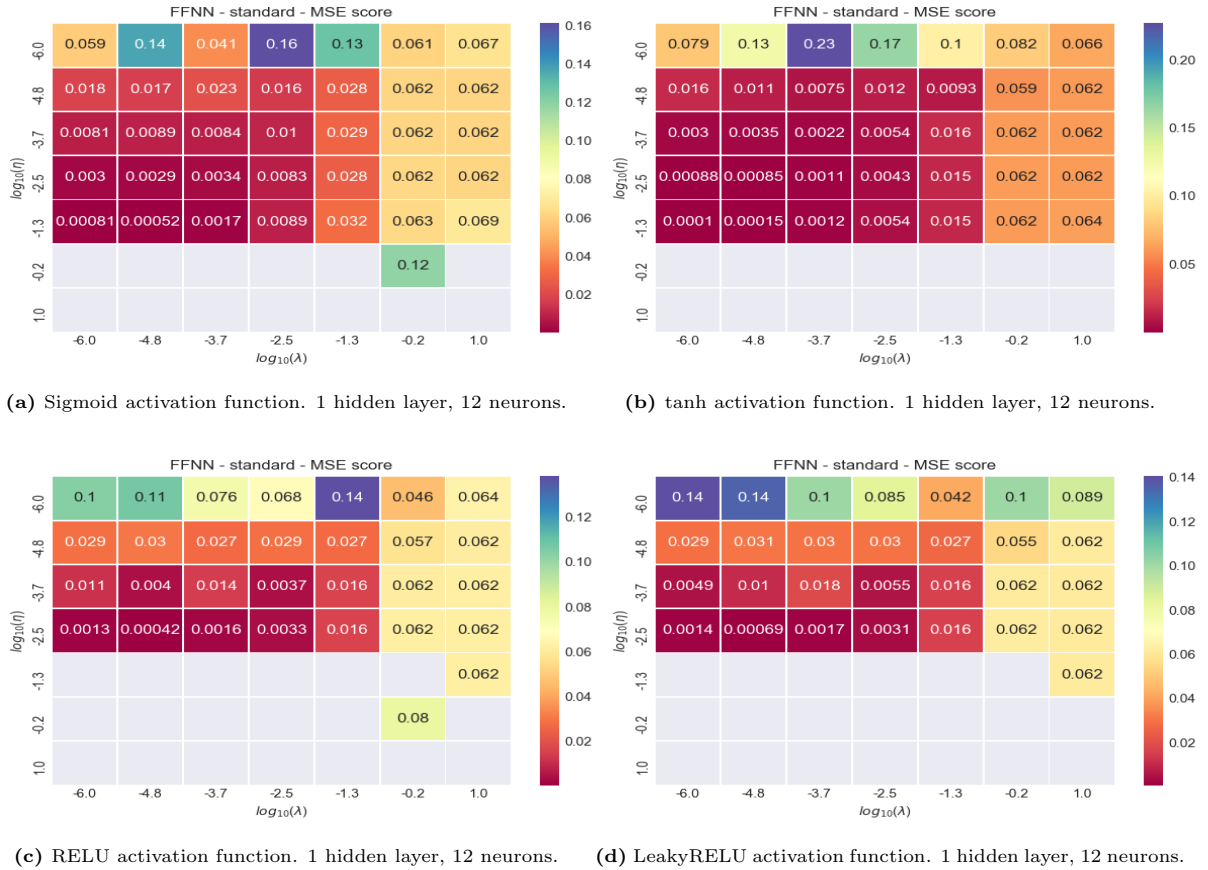 FFNN - standard - MSE score
-6.0 0.059 0.14 0.041 0.16 0.13 0.061 0.067
-4.8 0.018 0.017 0.023 0.016 0.028 0.062 0.062
-3.7 0.0081 0.0089 0.0084 0.01 0.029 0.062 0.062
-2.5 0.003 0.0029 0.0034 0.0083 0.028 0.062 0.062
-1.3 0.00081 0.00052 0.0017 0.0089 0.032 0.063 0.069
-0.2 0.12
1.0
log10(η)
-6.0 -4.8 -3.7 -2.5 -1.3 -0.2 1.0
log10(λ)
0.16
0.14
0.12
0.10
0.08
0.06
0.04
0.02
(a) Sigmoid activation function. 1 hidden layer, 12 neurons.
FFNN - standard - MSE score
-6.0 0.079 0.13 0.23 0.17 0.1 0.082 0.066
-4.8 0.016 0.011 0.0075 0.012 0.0093 0.059 0.062
-3.7 0.003 0.0035 0.0022 0.0054 0.016 0.062 0.062
-2.5 0.00088 0.00085 0.0011 0.0043 0.015 0.062 0.062
-1.3 0.0001 0.00015 0.0012 0.0054 0.015 0.062 0.064
-0.2
1.0
log10(η)
-6.0 -4.8 -3.7 -2.5 -1.3 -0.2 1.0
log10(λ)
0.20
0.15
0.10
0.05
(b) tanh activation function. 1 hidden layer, 12 neurons.
FFNN - standard - MSE score
-6.0 0.1 0.11 0.076 0.068 0.14 0.046 0.064
-4.8 0.029 0.03 0.027 0.029 0.027 0.057 0.062
-3.7 0.011 0.004 0.014 0.0037 0.016 0.062 0.062
-2.5 0.0013 0.00042 0.0016 0.0033 0.016 0.062 0.062
-1.3 0.062
-0.2 0.08
1.0
log10(η)
-6.0 -4.8 -3.7 -2.5 -1.3 -0.2 1.0
log10(λ)
0.12
0.10
0.08
0.06
0.04
0.02
(c) RELU activation function. 1 hidden layer, 12 neurons.
FFNN - standard - MSE score
-6.0 0.14 0.14 0.1 0.085 0.042 0.1 0.089
-4.8 0.029 0.031 0.03 0.03 0.027 0.055 0.062
-3.7 0.0049 0.01 0.018 0.0055 0.016 0.062 0.062
-2.5 0.0014 0.00069 0.0017 0.0031 0.016 0.062 0.062
-1.3 0.062
-0.2
1.0
log10(η)
-6.0 -4.8 -3.7 -2.5 -1.3 -0.2 1.0
log10(λ)
0.14
0.12
0.10
0.08
0.06
0.04
0.02
(d) LeakyRELU activation function. 1 hidden layer, 12 neurons.